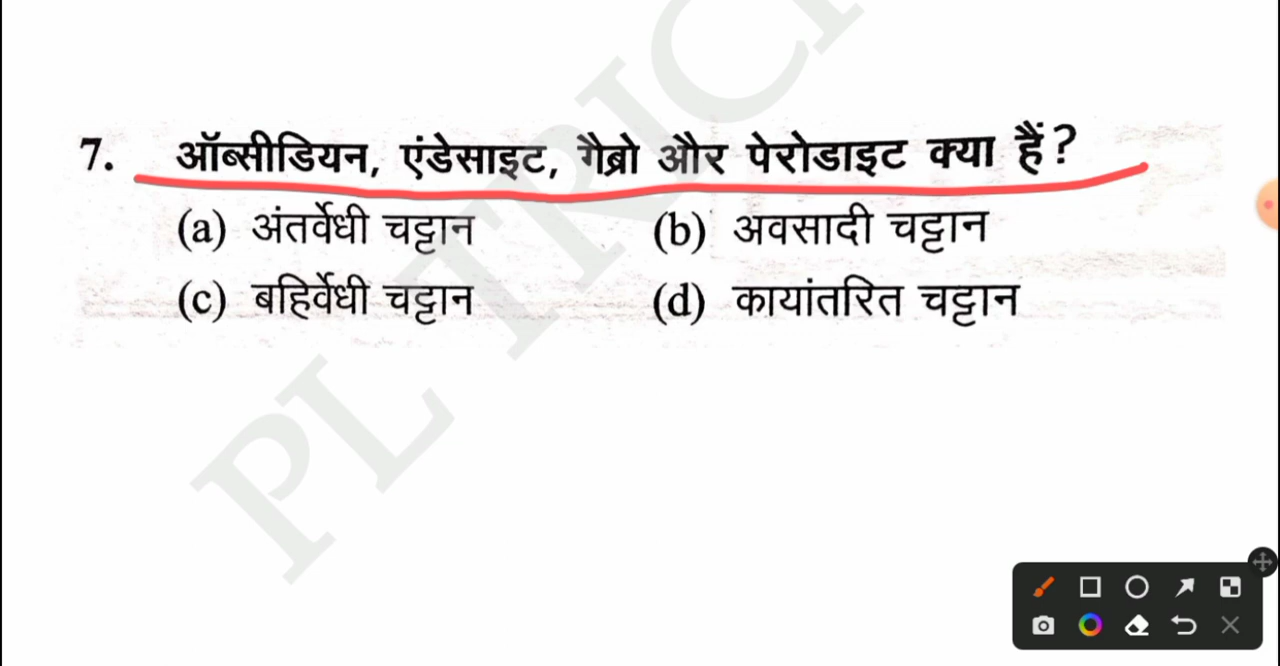 7. ऑब्सीडियन, एंडेसाइट, गैब्रो और पेरोडाइट क्या हैं?
(a) अंतर्वेधी चट्टान (b) अवसादी चट्टान
(c) बहिर्वेधी चट्टान (d) कायांतरित चट्टान